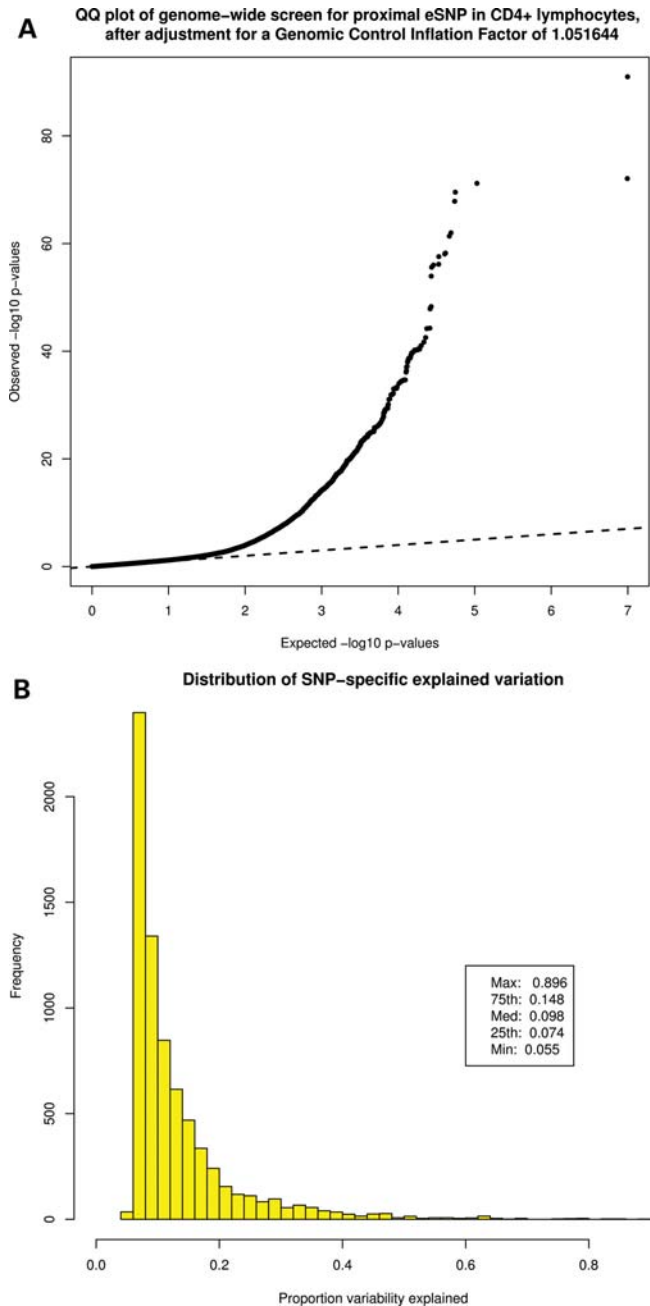 A
QQ plot of genome−wide screen for proximal eSNP in CD4+ lymphocytes,
after adjustment for a Genomic Control Inflation Factor of 1.051644
Observed −log10 p−values
80
60
40
20
0
0 1 2 3 4 5 6 7
Expected −log10 p−values
B
Distribution of SNP−specific explained variation
Frequency
2000
1500
1000
500
0
Max: 0.896
75th: 0.148
Med: 0.098
25th: 0.074
Min: 0.055
0.0 0.2 0.4 0.6 0.8
Proportion variability explained